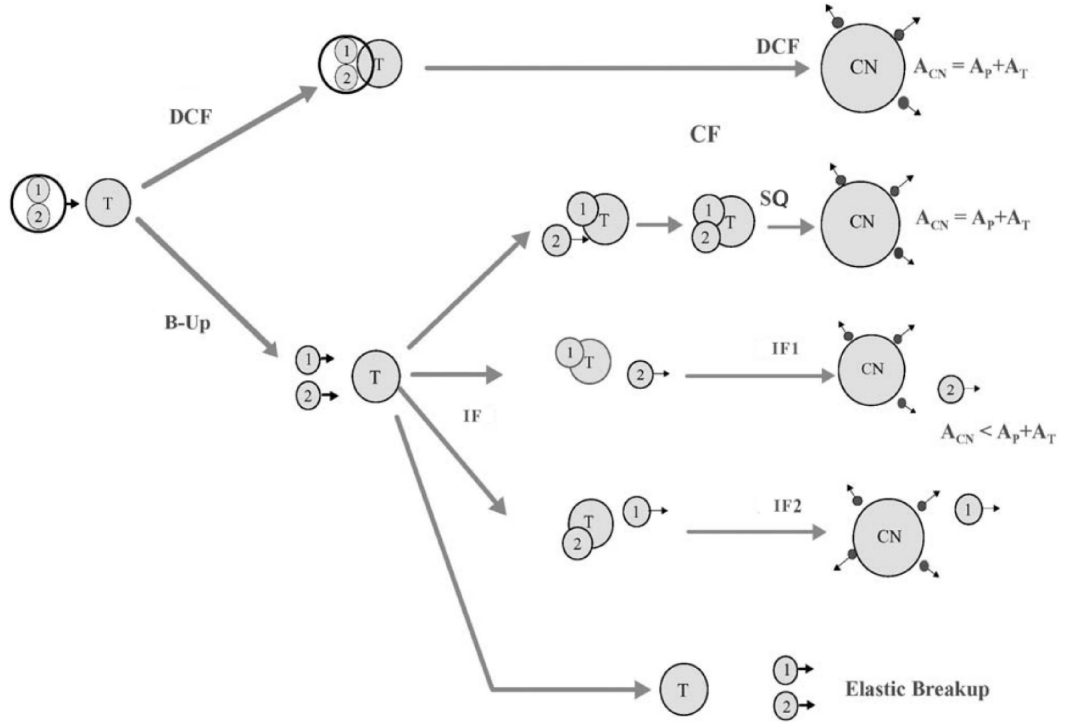 1
2
T
DCF
CN
A_CN = A_P+A_T
DCF
CF
1
2
T
1
2
T
1
2
T
SQ
CN
A_CN = A_P+A_T
B-Up
1
2
T
1
T
2
IF1
CN
2
A_CN < A_P+A_T
IF
T
2
1
IF2
CN
1
T
1
2
Elastic Breakup